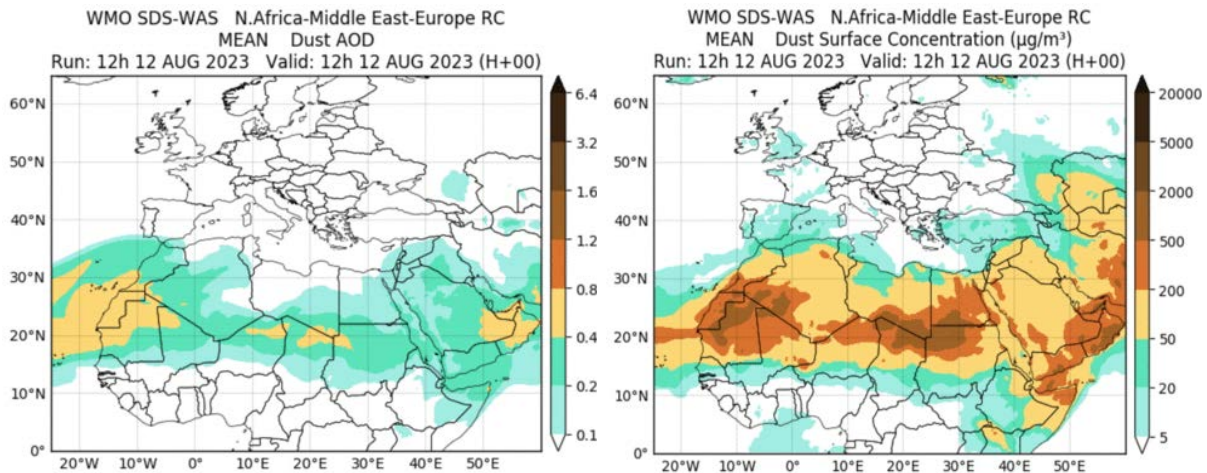 WMO SDS-WAS N.Africa-Middle East-Europe RC
MEAN Dust AOD
Run: 12h 12 AUG 2023 Valid: 12h 12 AUG 2023 (H+00)
60°N
50°N
40°N
30°N
20°N
10°N
0°
20°W 10°W 0° 10°E 20°E 30°E 40°E 50°E
6.4
3.2
1.6
1.2
0.8
0.4
0.2
0.1
WMO SDS-WAS N.Africa-Middle East-Europe RC
MEAN Dust Surface Concentration (µg/m³)
Run: 12h 12 AUG 2023 Valid: 12h 12 AUG 2023 (H+00)
60°N
50°N
40°N
30°N
20°N
10°N
0°
20°W 10°W 0° 10°E 20°E 30°E 40°E 50°E
20000
5000
2000
500
200
50
20
5